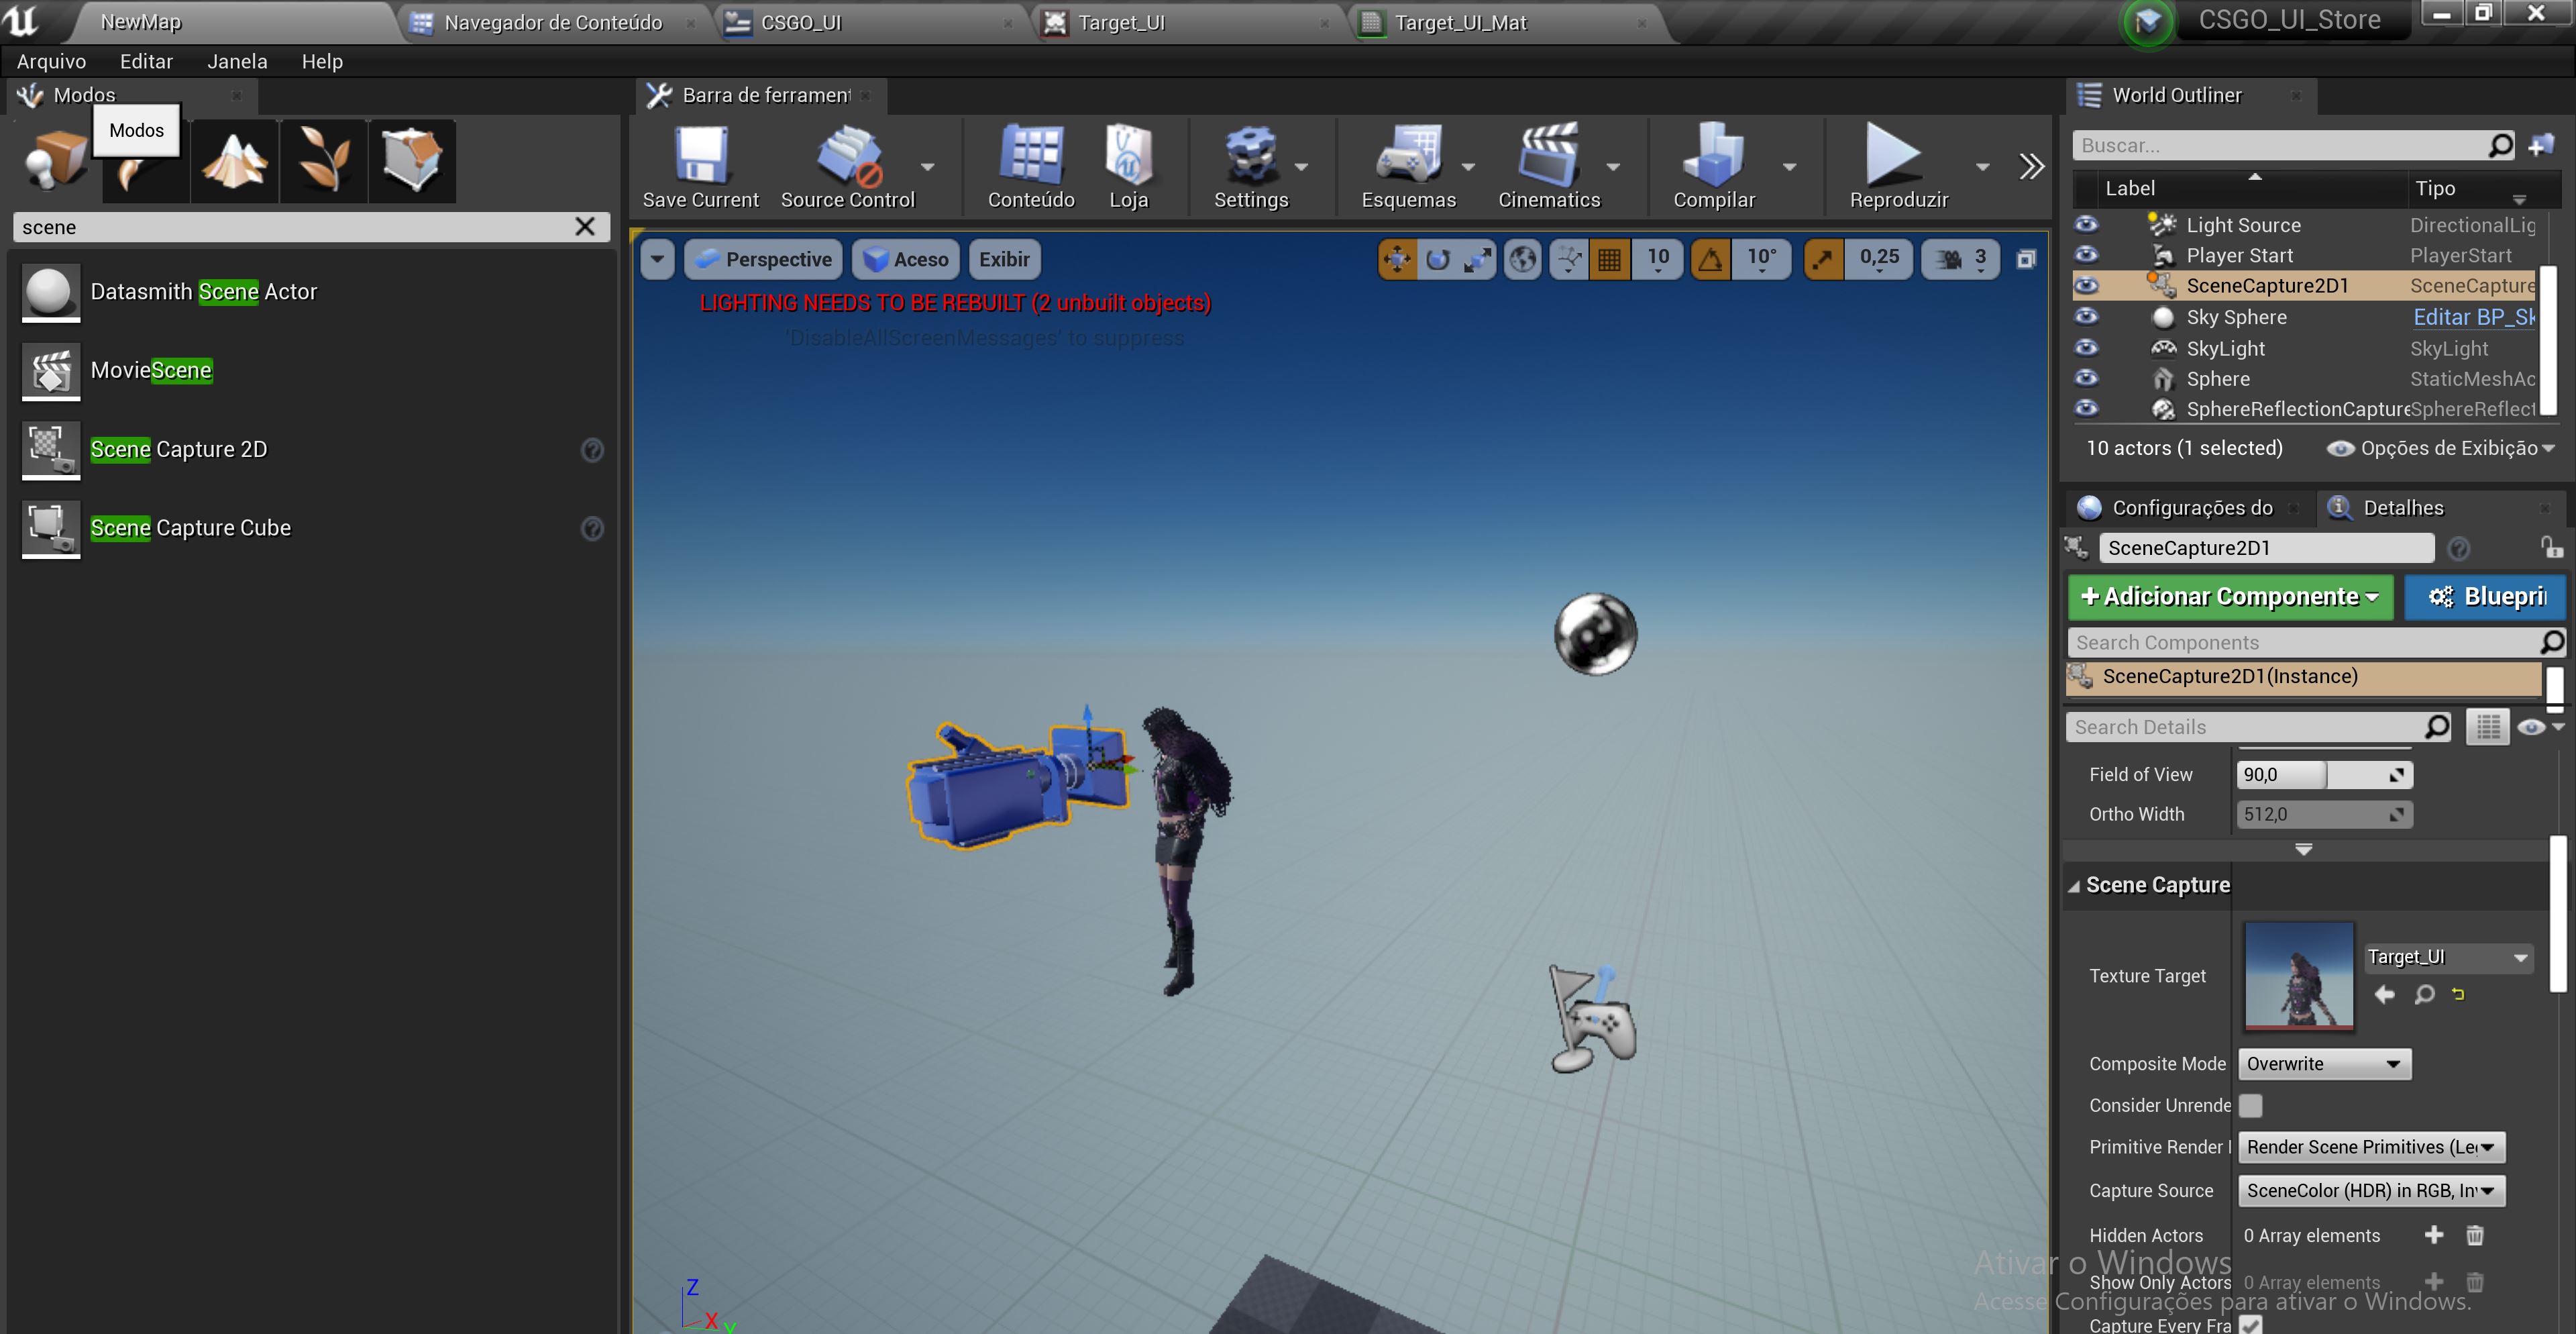 NewMap
Navegador de Conteúdo
CSGO_UI
Target_UI
Target_UI_Mat
CSGO_UI_Store
Arquivo Editar Janela Help
Modos
Modos
scene
Datasmith Scene Actor
MovieScene
Scene Capture 2D
Scene Capture Cube
Barra de ferrament
Save Current
Source Control
Conteúdo
Loja
Settings
Esquemas
Cinematics
Compilar
Reproduzir
Perspective
Aceso
Exibir
10
10°
0,25
3
LIGHTING NEEDS TO BE REBUILT (2 unbuilt objects)
'DisableAllScreenMessages' to suppress
Z
X
Y
World Outliner
Buscar...
Label Tipo
Light Source DirectionalLig
Player Start PlayerStart
SceneCapture2D1 SceneCapture
Sky Sphere Editar BP_Sk
SkyLight SkyLight
Sphere StaticMeshAc
SphereReflectionCapture SphereReflect
10 actors (1 selected) Opções de Exibição
Configurações do
Detalhes
SceneCapture2D1
Adicionar Componente
Bluepri
Search Components
SceneCapture2D1(Instance)
Search Details
Field of View 90,0
Ortho Width 512,0
Scene Capture
Texture Target Target_UI
Composite Mode Overwrite
Consider Unrende
Primitive Render Render Scene Primitives (Le
Capture Source SceneColor (HDR) in RGB, In
Hidden Actors 0 Array elements
Show Only Actors 0 Array elements
Capture Every Fra
Ativar o Windows
Acesse Configurações para ativar o Windows.